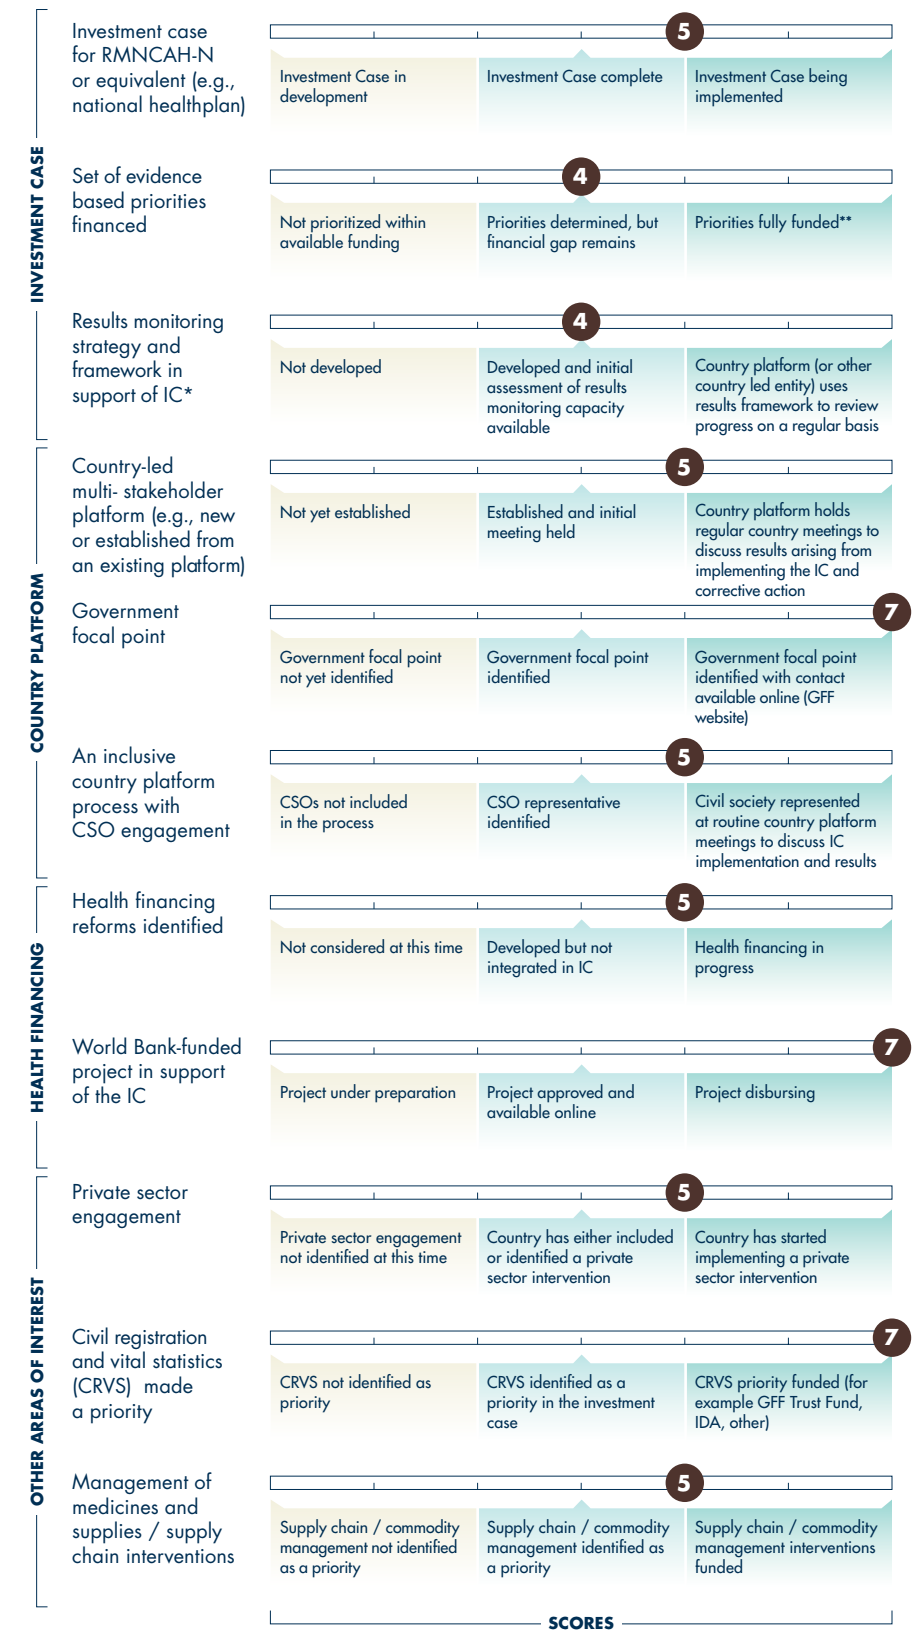 INVESTMENT CASE
Investment case
for RMNCAH-N
or equivalent (e.g.,
national healthplan)
5
Investment Case in
development
Investment Case complete
Investment Case being
implemented
Set of evidence
based priorities
financed
4
Not prioritized within
available funding
Priorities determined, but
financial gap remains
Priorities fully funded**
Results monitoring
strategy and
framework in
support of IC*
4
Not developed
Developed and initial
assessment of results
monitoring capacity
available
Country platform (or other
country led entity) uses
results framework to review
progress on a regular basis
COUNTRY PLATFORM
Country-led
multi- stakeholder
platform (e.g., new
or established from
an existing platform)
5
Not yet established
Established and initial
meeting held
Country platform holds
regular country meetings to
discuss results arising from
implementing the IC and
corrective action
Government
focal point
7
Government focal point
not yet identified
Government focal point
identified
Government focal point
identified with contact
available online (GFF
website)
An inclusive
country platform
process with
CSO engagement
5
CSOs not included
in the process
CSO representative
identified
Civil society represented
at routine country platform
meetings to discuss IC
implementation and results
HEALTH FINANCING
Health financing
reforms identified
5
Not considered at this time
Developed but not
integrated in IC
Health financing in
progress
World Bank-funded
project in support
of the IC
7
Project under preparation
Project approved and
available online
Project disbursing
OTHER AREAS OF INTEREST
Private sector
engagement
5
Private sector engagement
not identified at this time
Country has either included
or identified a private
sector intervention
Country has started
implementing a private
sector intervention
Civil registration
and vital statistics
(CRVS) made
a priority
7
CRVS not identified as
priority
CRVS identified as a
priority in the investment
case
CRVS priority funded (for
example GFF Trust Fund,
IDA, other)
Management of
medicines and
supplies / supply
chain interventions
5
Supply chain / commodity
management not identified
as a priority
Supply chain / commodity
management identified as
a priority
Supply chain / commodity
management interventions
funded
SCORES